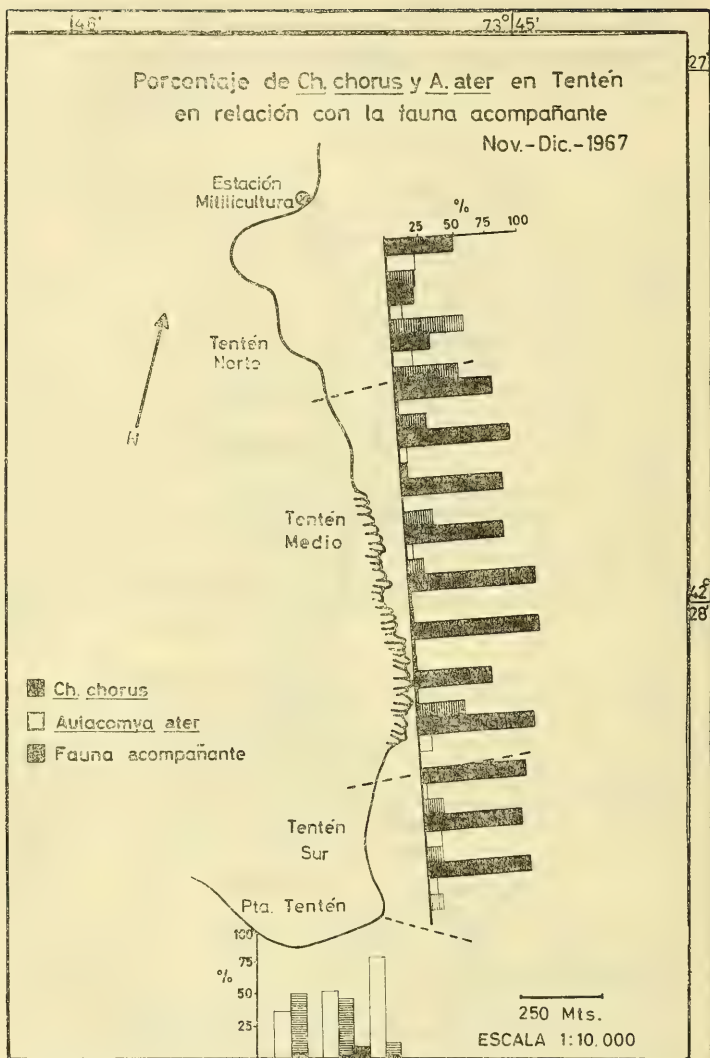 46' 73° 45'
27'
Porcentaje de Ch. chorus y A. ater en Tentén
en relación con la fauna acompañante
Nov.-Dic.-1967
Estación
Mitilicultura
%
25 50 75 100
Tentén
Norte
N
Tentén
Medio
42°
28'
Ch. chorus
Aulacomya ater
Fauna acompañante
Tentén
Sur
Pta. Tentén
100
75
%
50
25
250 Mts.
ESCALA 1:10.000